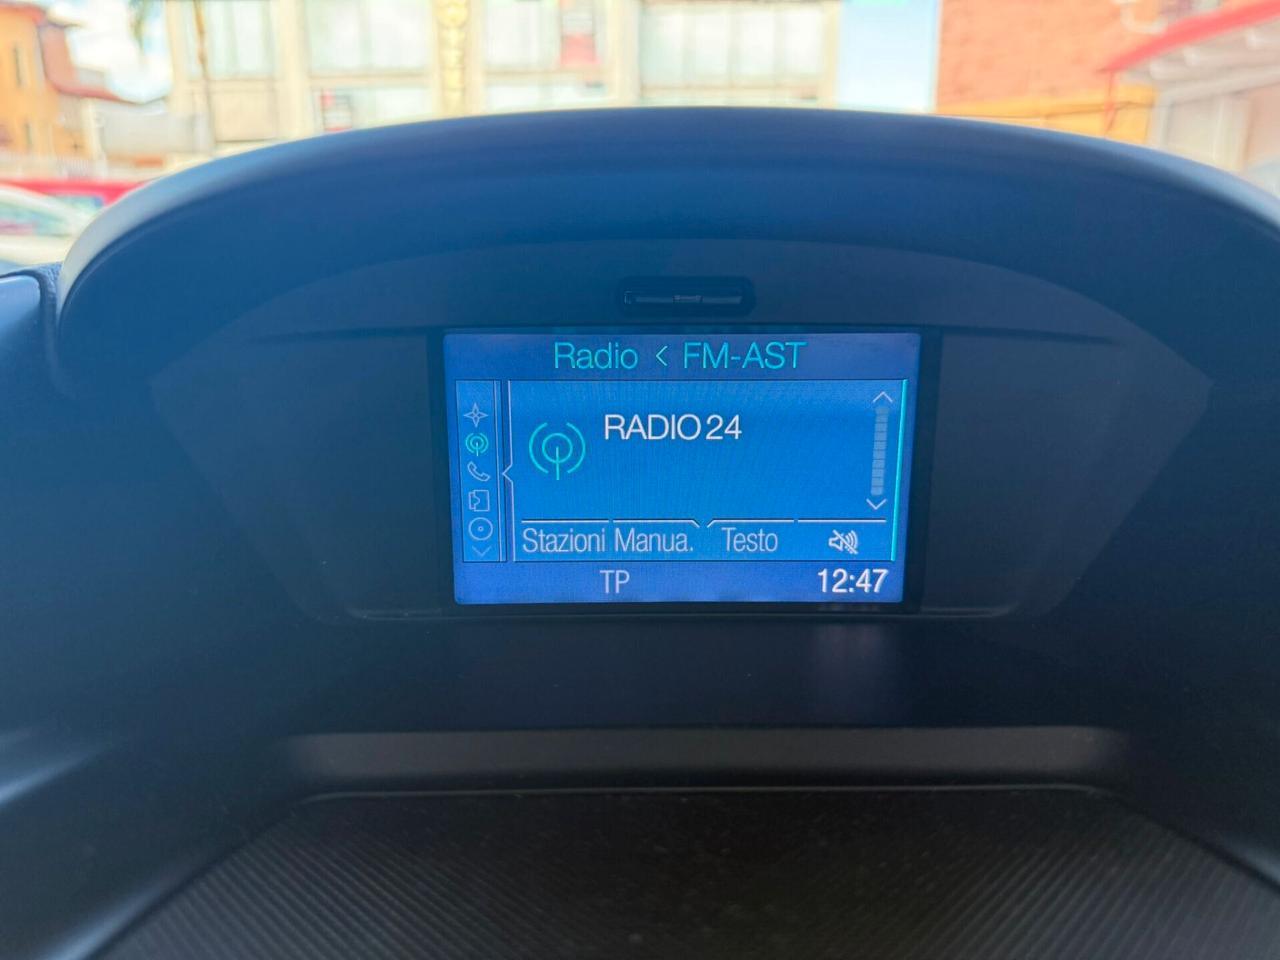 Radio < FM-AST
RADIO 24
Stazioni Manua. Testo
TP 12:47